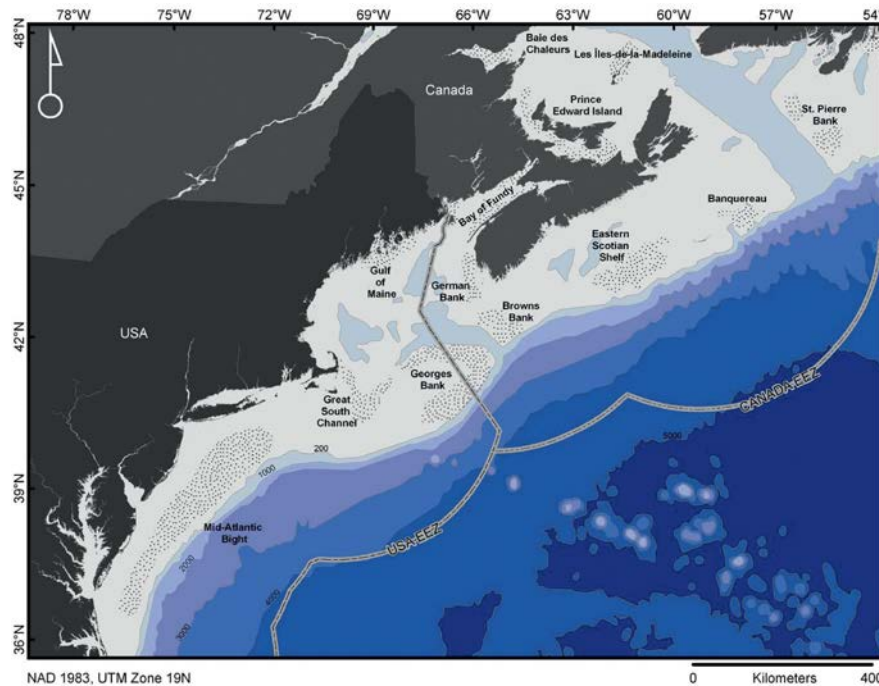 78°W 75°W 72°W 69°W 66°W 63°W 60°W 57°W 54°
48°N
45°N
42°N
39°N
36°N
Baie des
Chaleurs
Les Îles-de-la-Madeleine
Canada
Prince
Edward Island
St. Pierre
Bank
Banquereau
Bay of Fundy
Eastern
Scotian
Shelf
Gulf
of
Maine
German
Bank
Browns
Bank
USA
Georges
Bank
Great
South
Channel
CANADA-EEZ
5000
200
1000
Mid-Atlantic
Bight
USA-EEZ
2000
4000
3000
NAD 1983, UTM Zone 19N
0 Kilometers 400